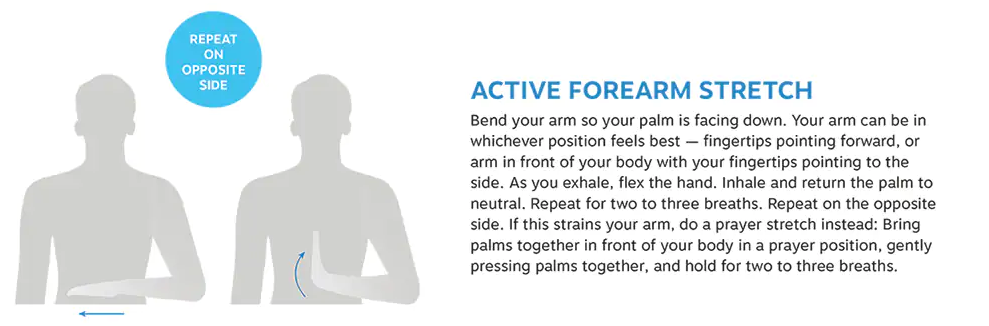 REPEAT
ON
OPPOSITE
SIDE
ACTIVE FOREARM STRETCH
Bend your arm so your palm is facing down. Your arm can be in
whichever position feels best — fingertips pointing forward, or
arm in front of your body with your fingertips pointing to the
side. As you exhale, flex the hand. Inhale and return the palm to
neutral. Repeat for two to three breaths. Repeat on the opposite
side. If this strains your arm, do a prayer stretch instead: Bring
palms together in front of your body in a prayer position, gently
pressing palms together, and hold for two to three breaths.